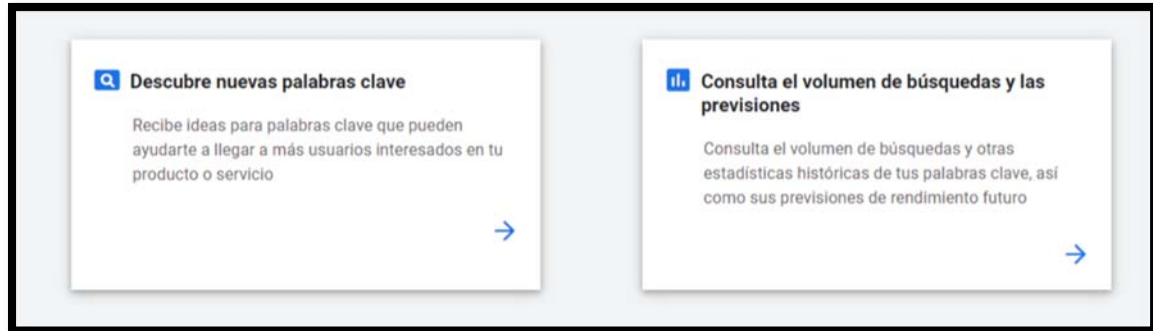 Descubre nuevas palabras clave
Recibe ideas para palabras clave que pueden
ayudarte a llegar a más usuarios interesados en tu
producto o servicio
Consulta el volumen de búsquedas y las
previsiones
Consulta el volumen de búsquedas y otras
estadísticas históricas de tus palabras clave, así
como sus previsiones de rendimiento futuro